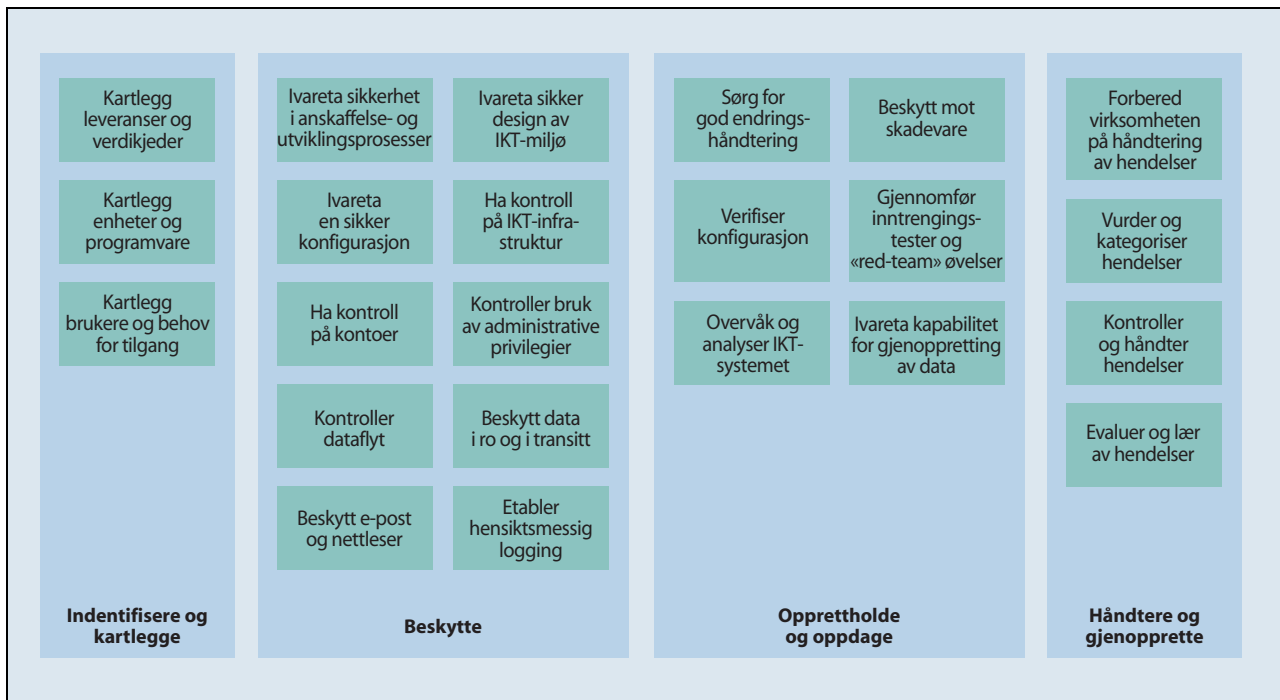 Kartlegg
leveranser og
verdikjeder
Kartlegg
enheter og
programvare
Kartlegg
brukere og behov
for tilgang
Indentifisere og
kartlegge
Ivareta sikkerhet
i anskaffelse- og
utviklingsprosesser
Ivareta sikker
design av
IKT-miljø
Ivareta
en sikker
konfigurasjon
Ha kontroll
på IKT-infra-
struktur
Ha kontroll
på kontoer
Kontroller bruk
av administrative
privilegier
Kontroller
dataflyt
Beskytt data
i ro og i transitt
Beskytt e-post
og nettleser
Etabler
hensiktsmessig
logging
Beskytte
Sørg for
god endrings-
håndtering
Beskytt mot
skadevare
Verifiser
konfigurasjon
Gjennomfør
inntrengings-
tester og
«red-team» øvelser
Overvåk og
analyser IKT-
systemet
Ivareta kapabilitet
for gjenoppretting
av data
Opprettholde
og oppdage
Forbered
virksomheten
på håndtering
av hendelser
Vurder og
kategoriser
hendelser
Kontroller
og håndter
hendelser
Evaluer og lær
av hendelser
Håndtere og
gjenopprette